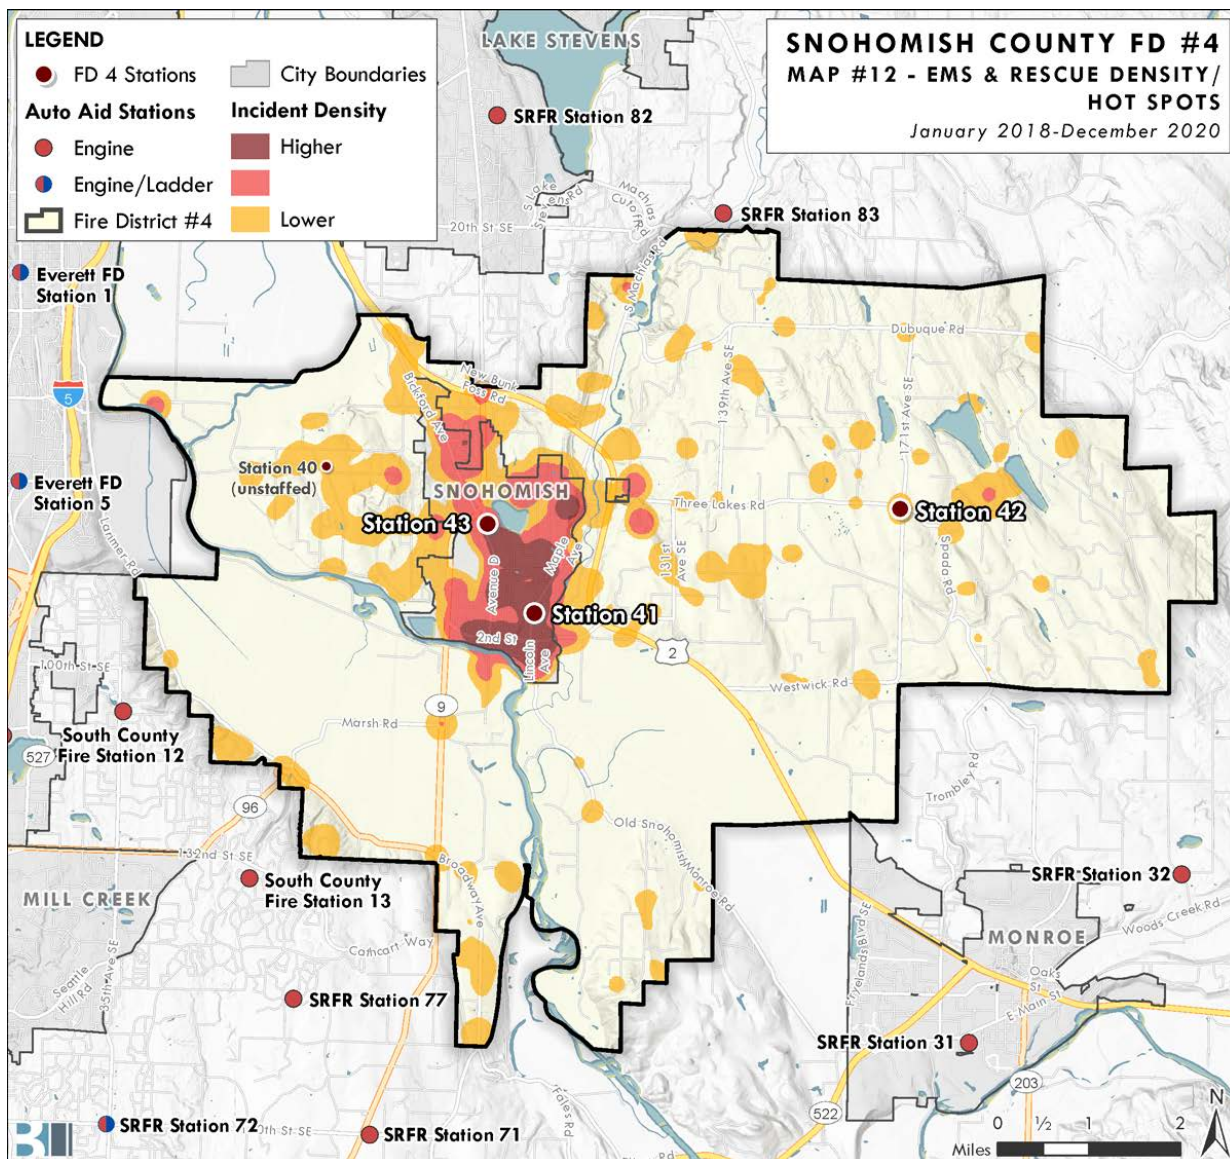 LEGEND
FD 4 Stations
City Boundaries
Auto Aid Stations
Incident Density
Engine
Higher
Engine/Ladder
Fire District #4
Lower
SNOHOMISH COUNTY FD #4
MAP #12 - EMS & RESCUE DENSITY/
HOT SPOTS
January 2018-December 2020
LAKE STEVENS
SRFR Station 82
S Lake
Stevens Rd
Machias
Cutoff Rd
20th St SE
SRFR Station 83
S Machias Rd
Everett FD
Station 1
5
Dubuque Rd
New Bunk
Foss Rd
Bickford Ave
139th Ave SE
171st Ave SE
Station 40
(unstaffed)
SNOHOMISH
Everett FD
Station 5
Three Lakes Rd
Station 43
Station 42
Larimer Rd
Maple
Ave
131st
Ave SE
Spada Rd
Avenue D
Station 41
2nd St
Lincoln
Ave
2
100th St SE
Westwick Rd
9
Marsh Rd
South County
Fire Station 12
527
Trombley Rd
96
Old Snohomish
Monroe Rd
132nd St SE
Broadway Ave
South County
Fire Station 13
SRFR Station 32
MILL CREEK
Woods Creek Rd
Fryelands Blvd SE
MONROE
Cathcart Way
35th Ave SE
Seattle
Hill Rd
Oaks
St
E Main St
SRFR Station 77
SRFR Station 31
203
522
Fales Rd
SRFR Station 72
SRFR Station 71
N
0 ½ 1 2
Miles